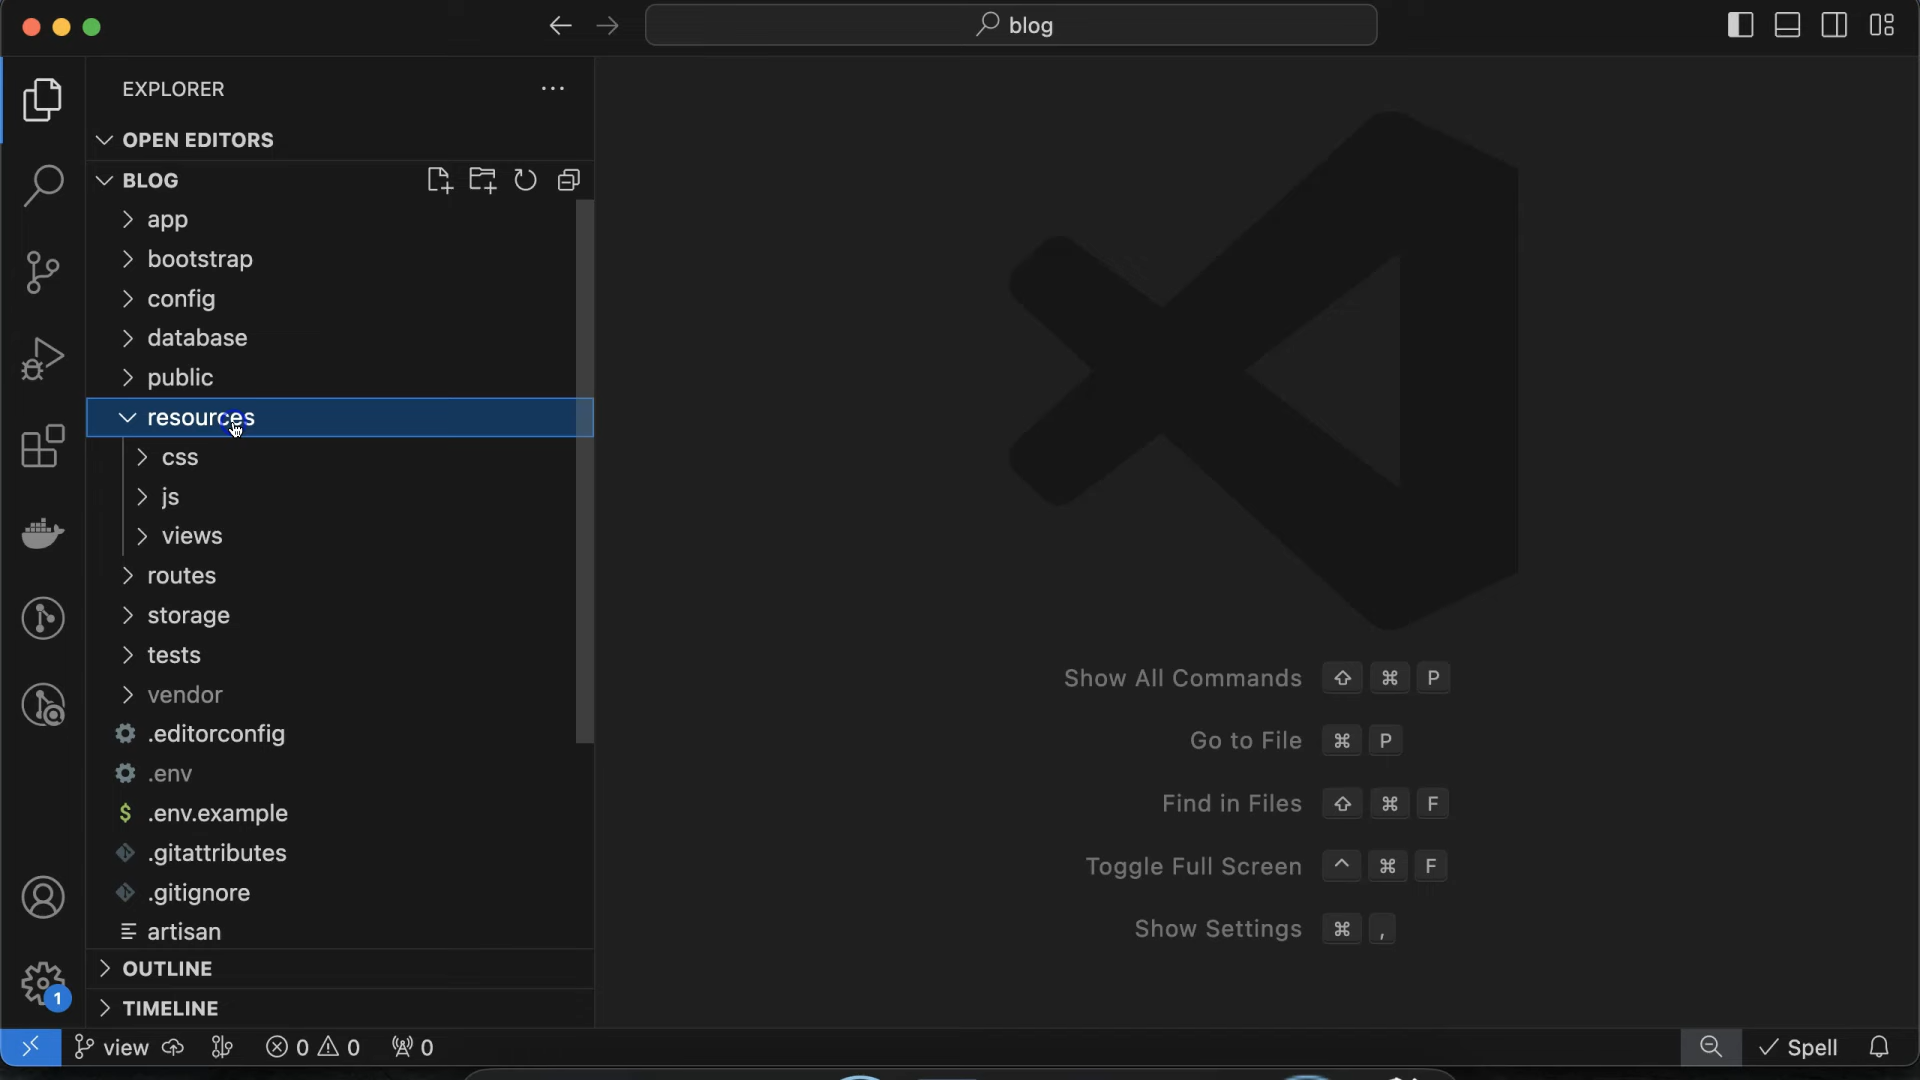 blog
EXPLORER
OPEN EDITORS
BLOG
app
bootstrap
config
database
public
resources
css
js
views
routes
storage
tests
vendor
.editorconfig
.env
$ .env.example
.gitattributes
.gitignore
artisan
OUTLINE
TIMELINE
Show All Commands ⇧ ⌘ P
Go to File ⌘ P
Find in Files ⇧ ⌘ F
Toggle Full Screen ^ ⌘ F
Show Settings ⌘ ,
1
view 0 0 0 Spell